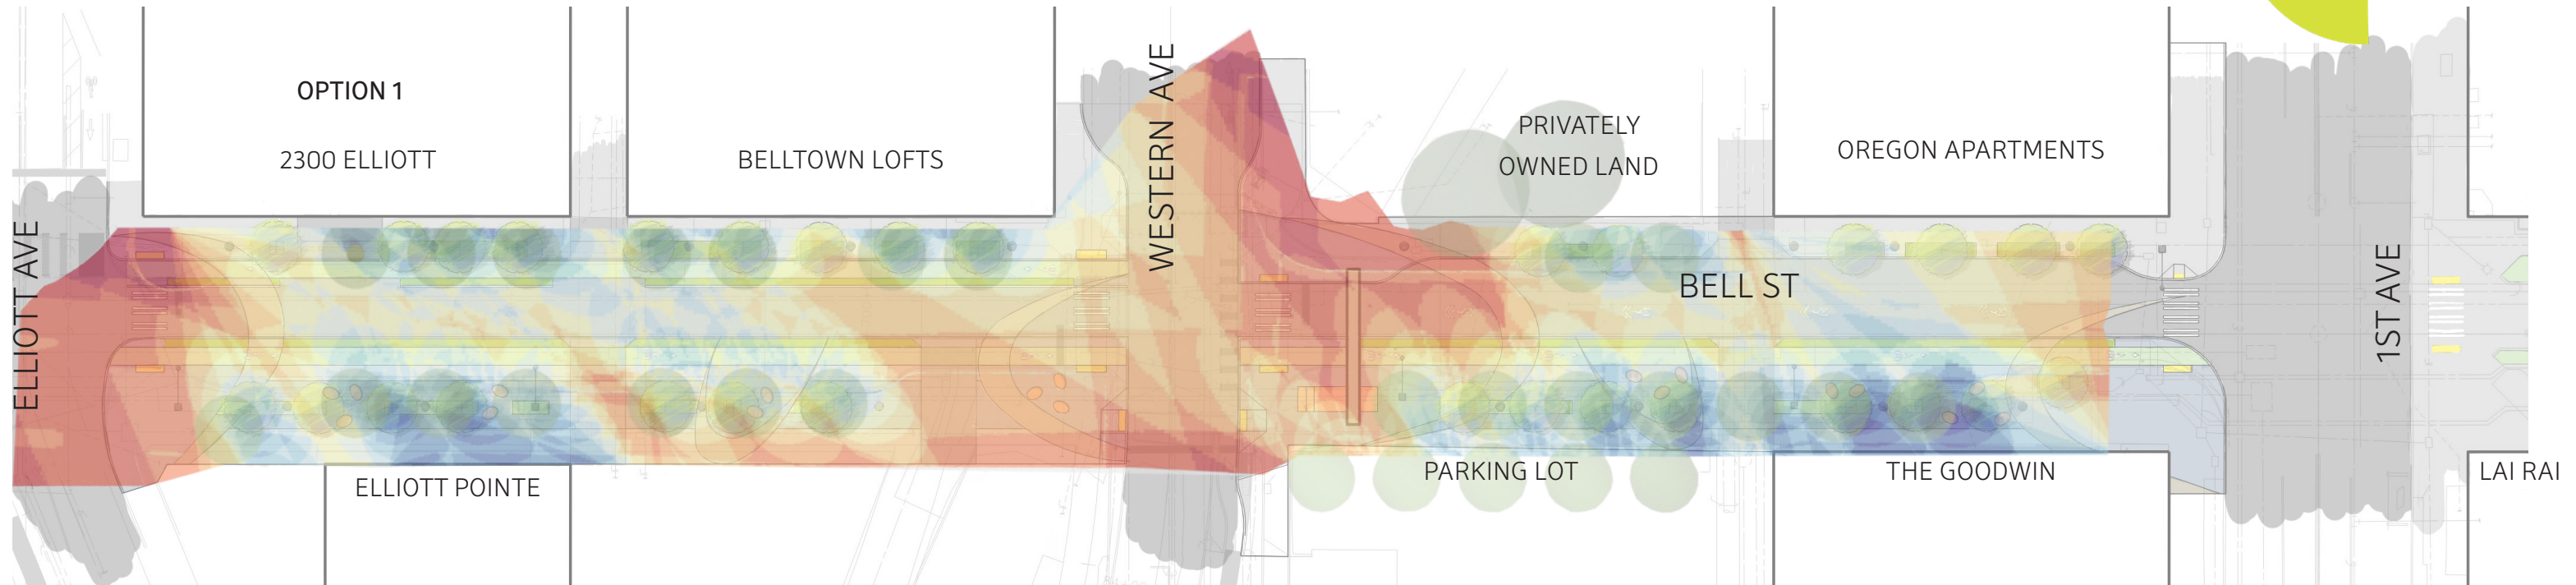 OPTION 1
2300 ELLIOTT
BELLTOWN LOFTS
WESTERN AVE
PRIVATELY
OWNED LAND
OREGON APARTMENTS
ELLIOTT AVE
BELL ST
1ST AVE
ELLIOTT POINTE
PARKING LOT
THE GOODWIN
LAI RAI